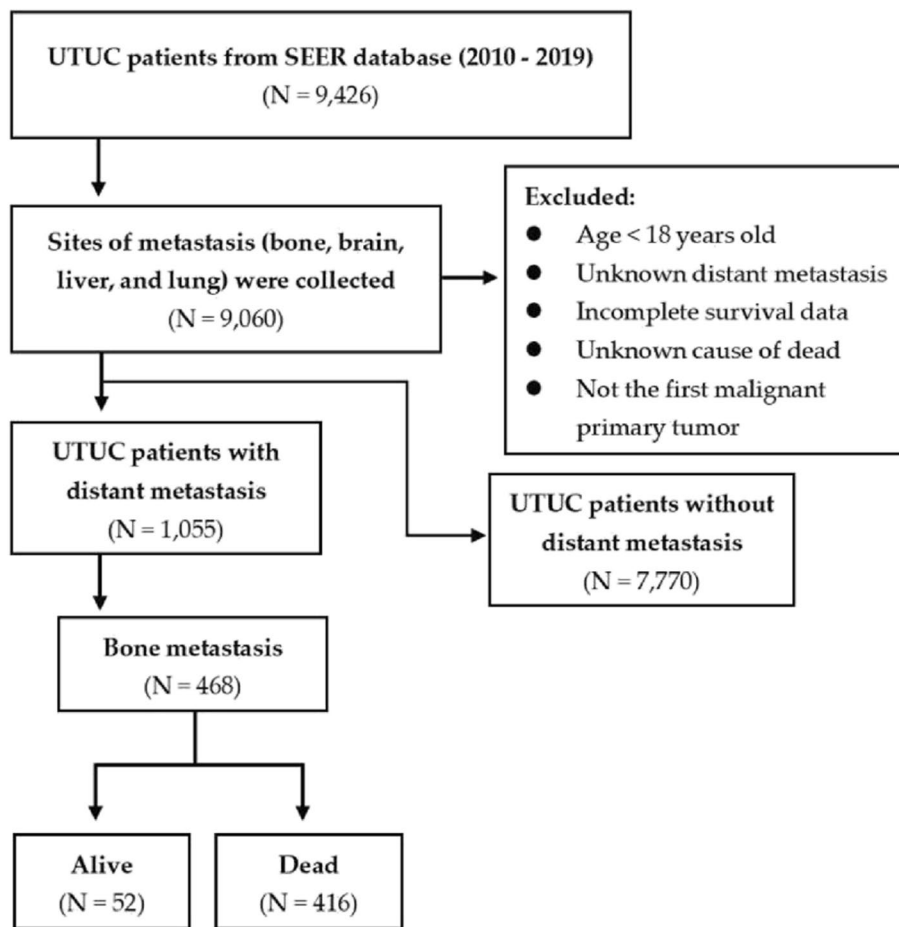 UTUC patients from SEER database (2010 - 2019)
(N = 9,426)
Sites of metastasis (bone, brain,
liver, and lung) were collected
(N = 9,060)
Excluded:
● Age < 18 years old
● Unknown distant metastasis
● Incomplete survival data
● Unknown cause of dead
● Not the first malignant
primary tumor
UTUC patients with
distant metastasis
(N = 1,055)
UTUC patients without
distant metastasis
(N = 7,770)
Bone metastasis
(N = 468)
Alive
(N = 52)
Dead
(N = 416)